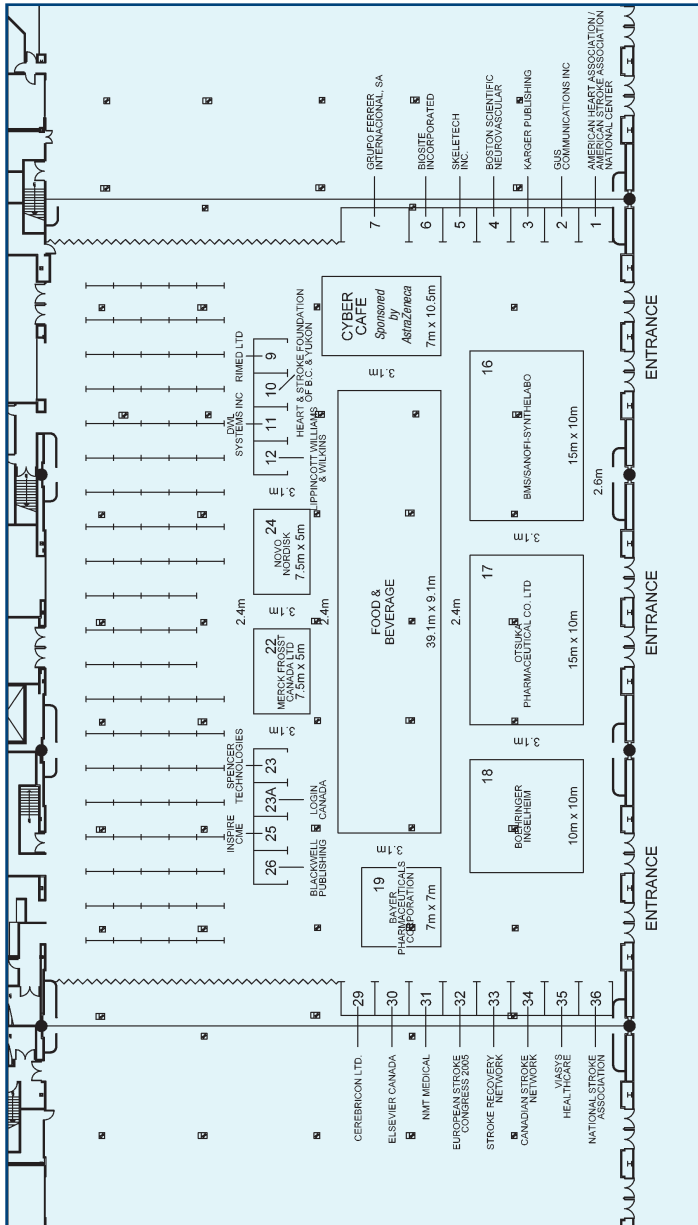 GRUPO FERRER
INTERNACIONAL, SA
BIOSITE
INCORPORATED
SKELETECH
INC.
BOSTON SCIENTIFIC
NEUROVASCULAR
KARGER PUBLISHING
GUS
COMMUNICATIONS INC
AMERICAN HEART ASSOCIATION /
AMERICAN STROKE ASSOCIATION
NATIONAL CENTER
7
6
5
4
3
2
1
CYBER
CAFE
Sponsored
by
AstraZeneca
7m x 10.5m
RIMED LTD
9
10
HEART & STROKE FOUNDATION
OF B.C. & YUKON
DWL
SYSTEMS INC
11
12
LIPPINCOTT WILLIAMS
& WILKINS
3.1m
3.1m
24
NOVO
NORDISK
7.5m x 5m
2.4m
3.1m
2.4m
22
MERCK FROSST
CANADA LTD
7.5m x 5m
3.1m
FOOD &
BEVERAGE
39.1m x 9.1m
2.4m
16
BMS/SANOFI-SYNTHELABO
15m x 10m
2.6m
3.1m
17
OTSUKA
PHARMACEUTICAL CO. LTD
15m x 10m
3.1m
18
BOEHRINGER
INGELHEIM
10m x 10m
ENTRANCE
ENTRANCE
ENTRANCE
SPENCER
TECHNOLOGIES
23
23A
LOGIN
CANADA
INSPIRE
CME
25
26
BLACKWELL
PUBLISHING
3.1m
19
BAYER
PHARMACEUTICALS
CORPORATION
7m x 7m
29
30
31
32
33
34
35
36
CEREBRICON LTD.
ELSEVIER CANADA
NMT MEDICAL
EUROPEAN STROKE
CONGRESS 2005
STROKE RECOVERY
NETWORK
CANADIAN STROKE
NETWORK
VIASYS
HEALTHCARE
NATIONAL STROKE
ASSOCIATION